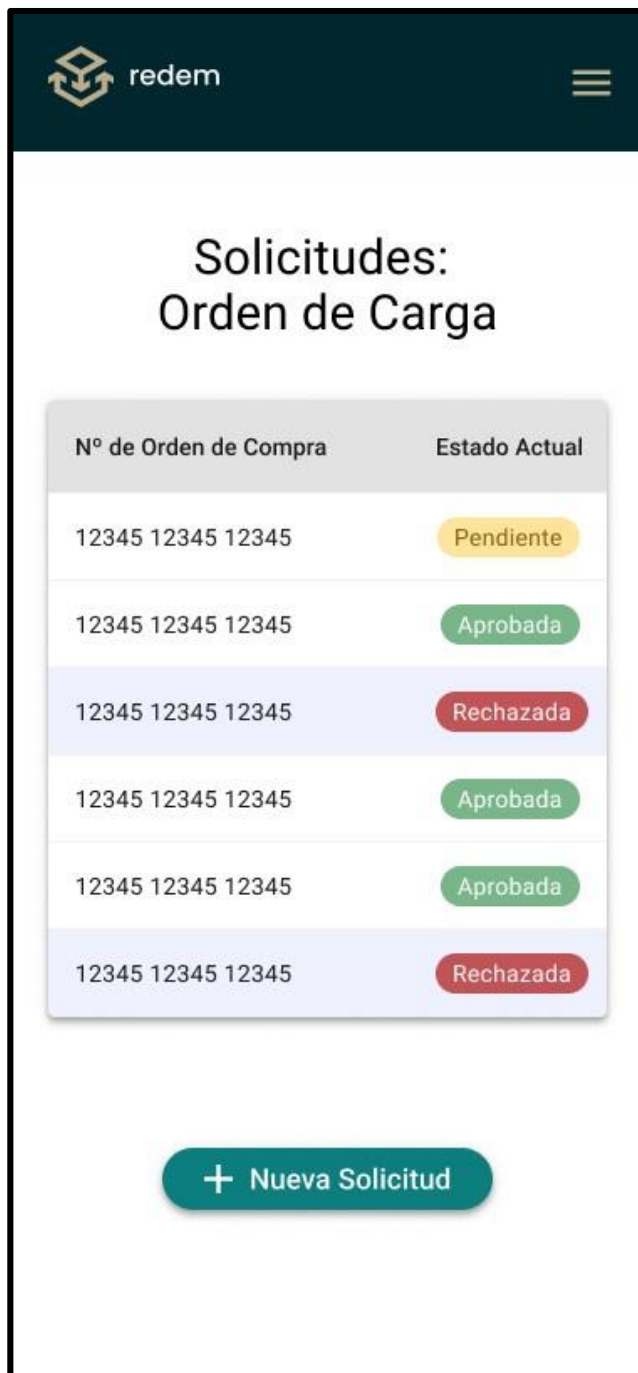 redem
Solicitudes:
Orden de Carga
Nº de Orden de Compra Estado Actual
12345 12345 12345 Pendiente
12345 12345 12345 Aprobada
12345 12345 12345 Rechazada
12345 12345 12345 Aprobada
12345 12345 12345 Aprobada
12345 12345 12345 Rechazada
+ Nueva Solicitud